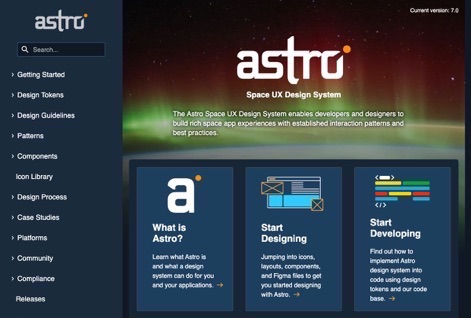 astro
Current version: 7.0
Search...
Getting Started
Design Tokens
Design Guidelines
Patterns
Components
Icon Library
Design Process
Case Studies
Platforms
Community
Compliance
Releases
astro
Space UX Design System
The Astro Space UX Design System enables developers and designers to
build rich space app experiences with established interaction patterns and
best practices.
a
What is
Astro?
Learn what Astro is
and what a design
system can do for you
and your applications. →
Start
Designing
Jumping into icons,
layouts, components,
and Figma files to get
you started designing
with Astro. →
</>
Start
Developing
Find out how to
implement Astro
design system into
code using design
tokens and our code
base. →